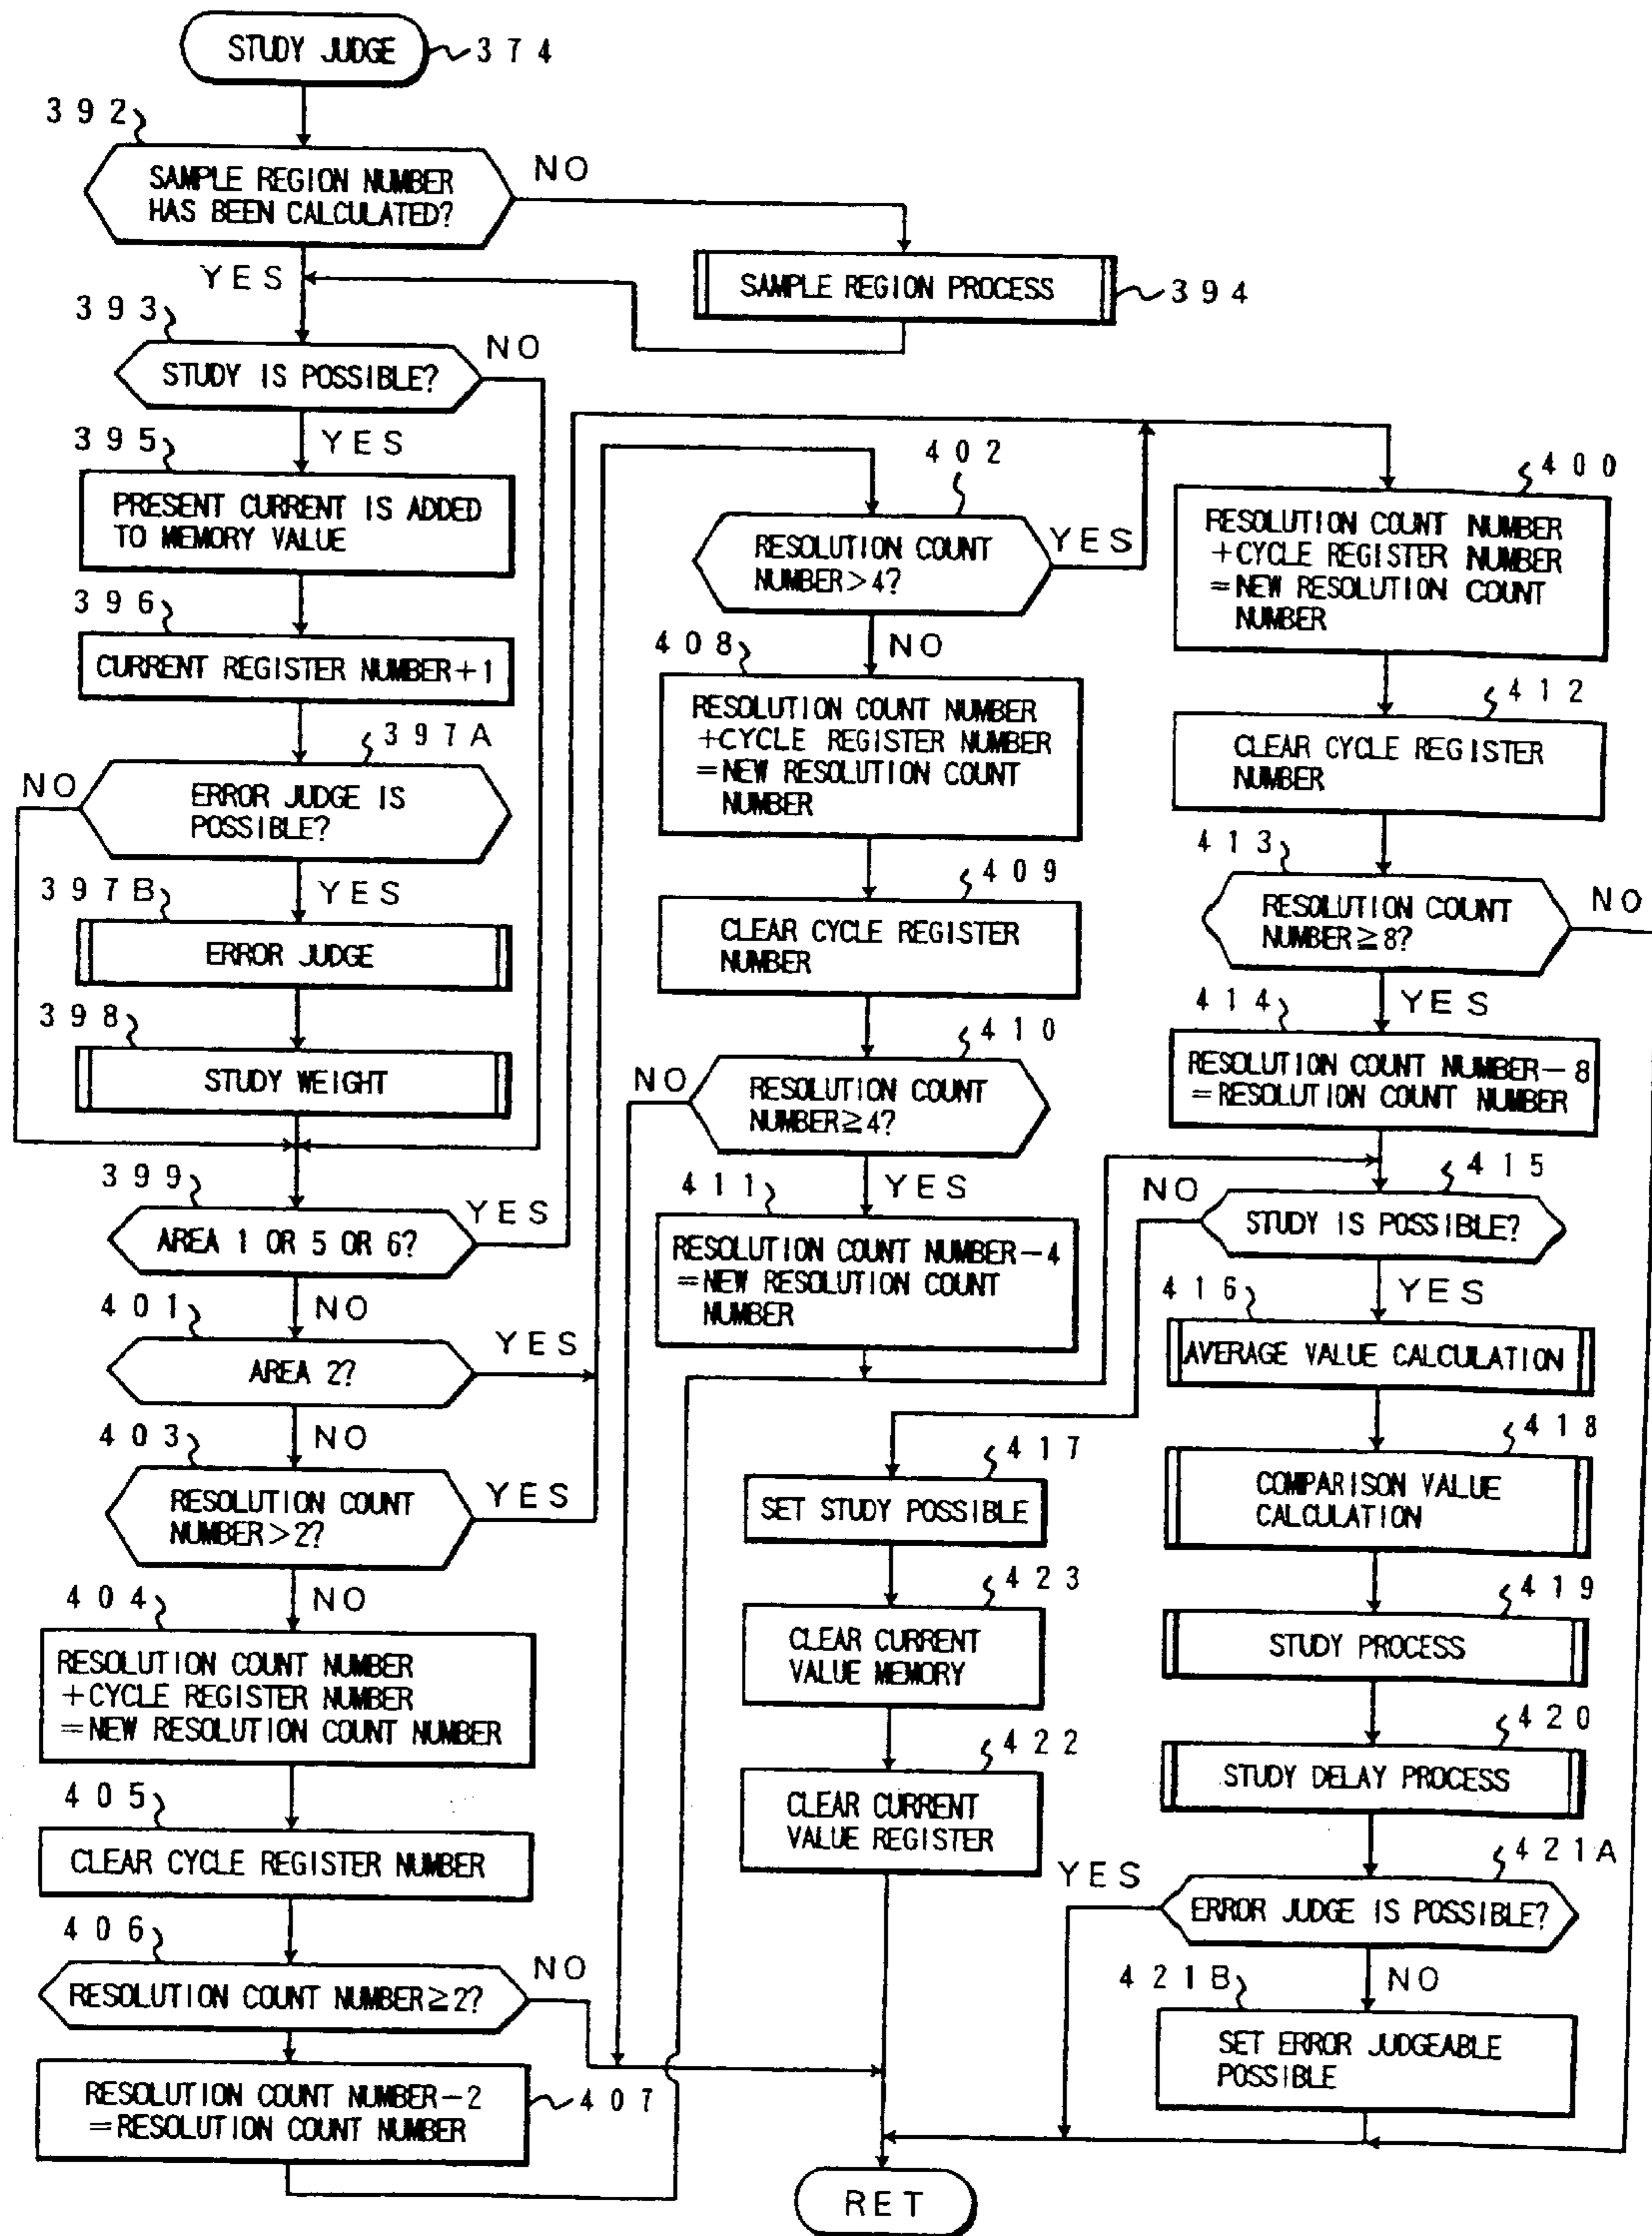 STUDY JUDGE
374
392
SAMPLE REGION NUMBER
HAS BEEN CALCULATED?
NO
YES
SAMPLE REGION PROCESS
394
393
STUDY IS POSSIBLE?
NO
YES
395
PRESENT CURRENT IS ADDED
TO MEMORY VALUE
396
CURRENT REGISTER NUMBER+1
397A
ERROR JUDGE IS
POSSIBLE?
NO
YES
397B
ERROR JUDGE
398
STUDY WEIGHT
399
AREA 1 OR 5 OR 6?
YES
NO
401
AREA 2?
YES
NO
403
RESOLUTION COUNT
NUMBER>2?
YES
NO
404
RESOLUTION COUNT NUMBER
+CYCLE REGISTER NUMBER
=NEW RESOLUTION COUNT NUMBER
405
CLEAR CYCLE REGISTER NUMBER
406
RESOLUTION COUNT NUMBER≧2?
NO
RESOLUTION COUNT NUMBER-2
=RESOLUTION COUNT NUMBER
407
402
RESOLUTION COUNT
NUMBER>4?
YES
NO
408
RESOLUTION COUNT NUMBER
+CYCLE REGISTER NUMBER
=NEW RESOLUTION COUNT
NUMBER
409
CLEAR CYCLE REGISTER
NUMBER
410
RESOLUTION COUNT
NUMBER≧4?
NO
YES
411
RESOLUTION COUNT NUMBER-4
=NEW RESOLUTION COUNT
NUMBER
417
SET STUDY POSSIBLE
423
CLEAR CURRENT
VALUE MEMORY
422
CLEAR CURRENT
VALUE REGISTER
400
RESOLUTION COUNT NUMBER
+CYCLE REGISTER NUMBER
=NEW RESOLUTION COUNT
NUMBER
412
CLEAR CYCLE REGISTER
NUMBER
413
RESOLUTION COUNT
NUMBER≧8?
NO
YES
414
RESOLUTION COUNT NUMBER-8
=RESOLUTION COUNT NUMBER
415
STUDY IS POSSIBLE?
NO
YES
416
AVERAGE VALUE CALCULATION
418
COMPARISON VALUE
CALCULATION
419
STUDY PROCESS
420
STUDY DELAY PROCESS
421A
ERROR JUDGE IS POSSIBLE?
YES
NO
421B
SET ERROR JUDGEABLE
POSSIBLE
RET